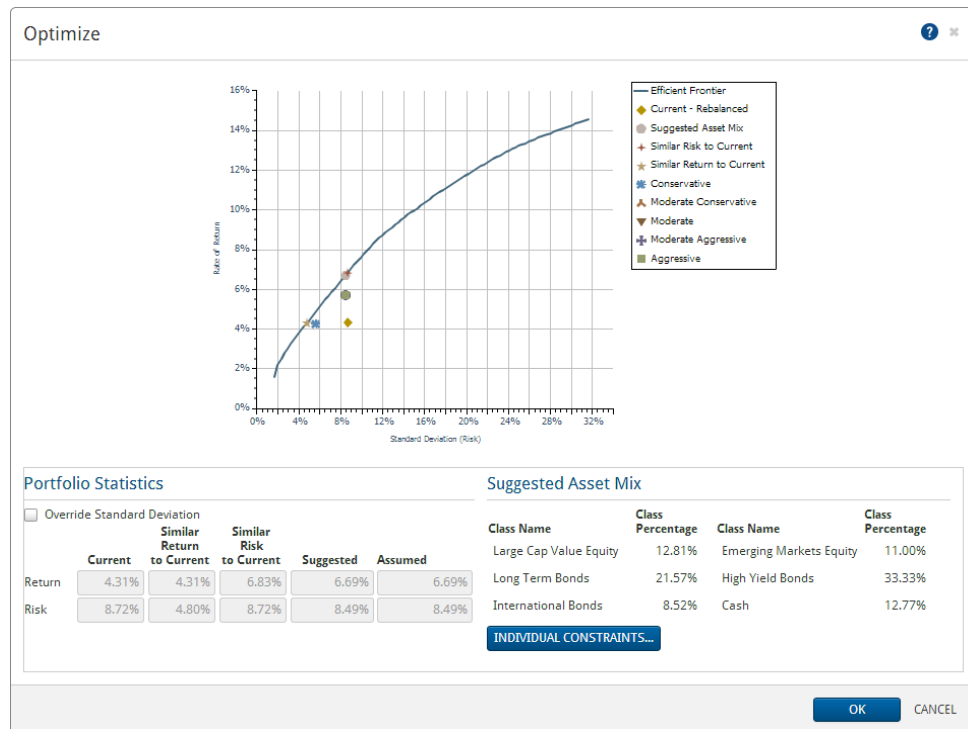 Optimize
?
16%
14%
12%
10%
8%
6%
4%
2%
0%
Rate of Return
0% 4% 8% 12% 16% 20% 24% 28% 32%
Standard Deviation (Risk)
Efficient Frontier
Current - Rebalanced
Suggested Asset Mix
Similar Risk to Current
Similar Return to Current
Conservative
Moderate Conservative
Moderate
Moderate Aggressive
Aggressive
Portfolio Statistics
Override Standard Deviation
Current Similar Return to Current Similar Risk to Current Suggested Assumed
Return 4.31% 4.31% 6.83% 6.69% 6.69%
Risk 8.72% 4.80% 8.72% 8.49% 8.49%
Suggested Asset Mix
Class Name Class Percentage Class Name Class Percentage
Large Cap Value Equity 12.81% Emerging Markets Equity 11.00%
Long Term Bonds 21.57% High Yield Bonds 33.33%
International Bonds 8.52% Cash 12.77%
INDIVIDUAL CONSTRAINTS...
OK CANCEL